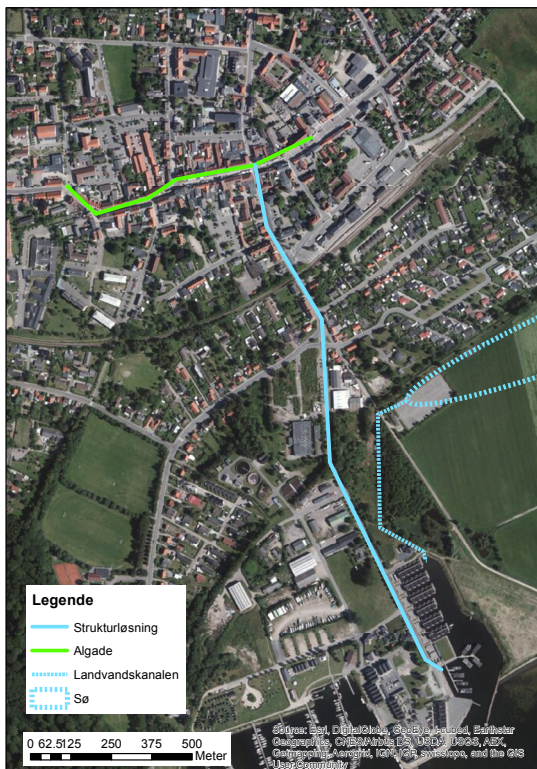 Legende
Strukturløsning
Algade
Landvandskanalen
Sø
0 62.5125 250 375 500
Meter
Source: Esri, DigitalGlobe, GeoEye, i-cubed, Earthstar
Geographics, CNES/Airbus DS, USDA, USGS, AEX,
Getmapping, Aerogrid, IGN, IGP, swisstopo, and the GIS
User Community